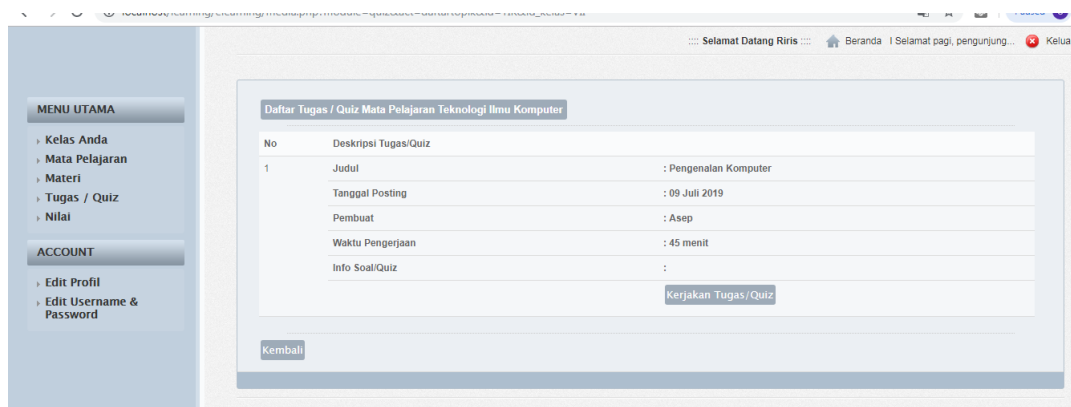 :::: Selamat Datang Riris :::: Beranda I Selamat pagi, pengunjung... Kelua
MENU UTAMA
Kelas Anda
Mata Pelajaran
Materi
Tugas / Quiz
Nilai
ACCOUNT
Edit Profil
Edit Username &
Password
Daftar Tugas / Quiz Mata Pelajaran Teknologi Ilmu Komputer
No Deskripsi Tugas/Quiz
1 Judul : Pengenalan Komputer
Tanggal Posting : 09 Juli 2019
Pembuat : Asep
Waktu Pengerjaan : 45 menit
Info Soal/Quiz :
Kerjakan Tugas/Quiz
Kembali